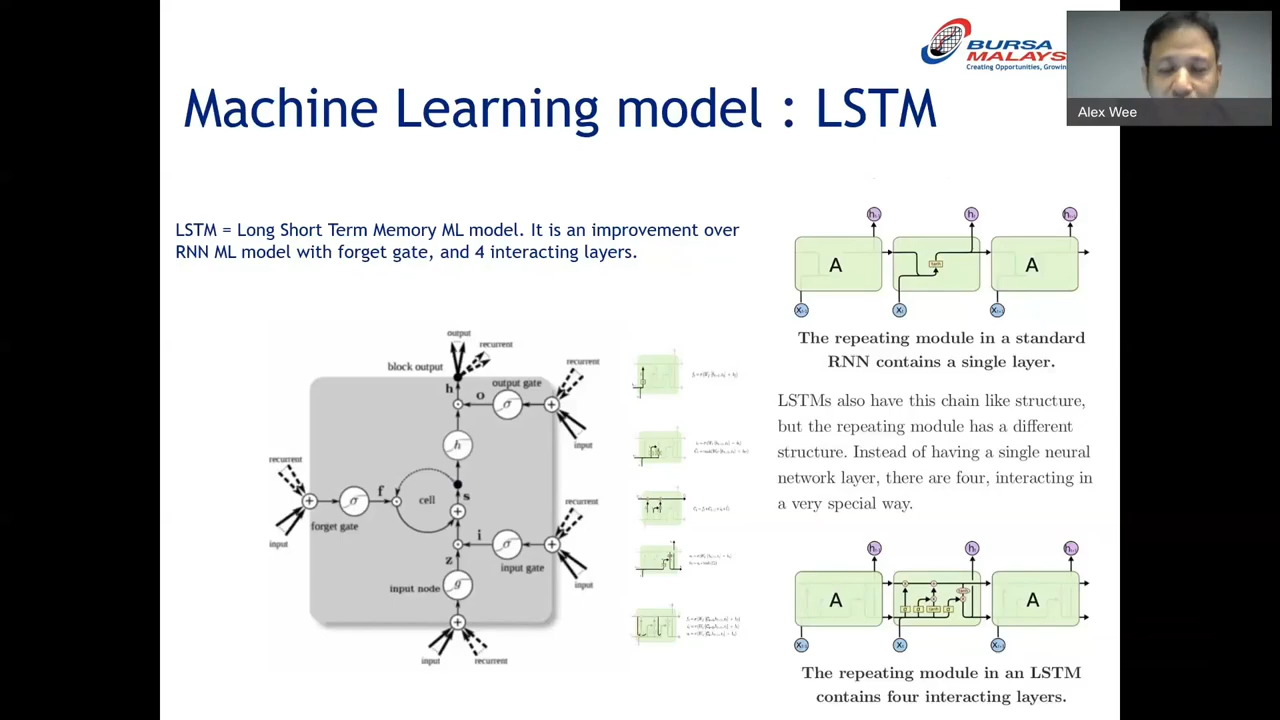 BURSA
MALAYS
Creating Opportunities, Growin
Alex Wee
Machine Learning model : LSTM
LSTM = Long Short Term Memory ML model. It is an improvement over
RNN ML model with forget gate, and 4 interacting layers.
output
recurrent
block output
recurrent
output gate
h
o
σ
input
h
recurrent
f
cell
s
recurrent
σ
forget gate
i
σ
input
z
input gate
input
input node
g
input
recurrent
A
tanh
A
The repeating module in a standard
RNN contains a single layer.
LSTMs also have this chain like structure,
but the repeating module has a different
structure. Instead of having a single neural
network layer, there are four, interacting in
a very special way.
A
A
The repeating module in an LSTM
contains four interacting layers.